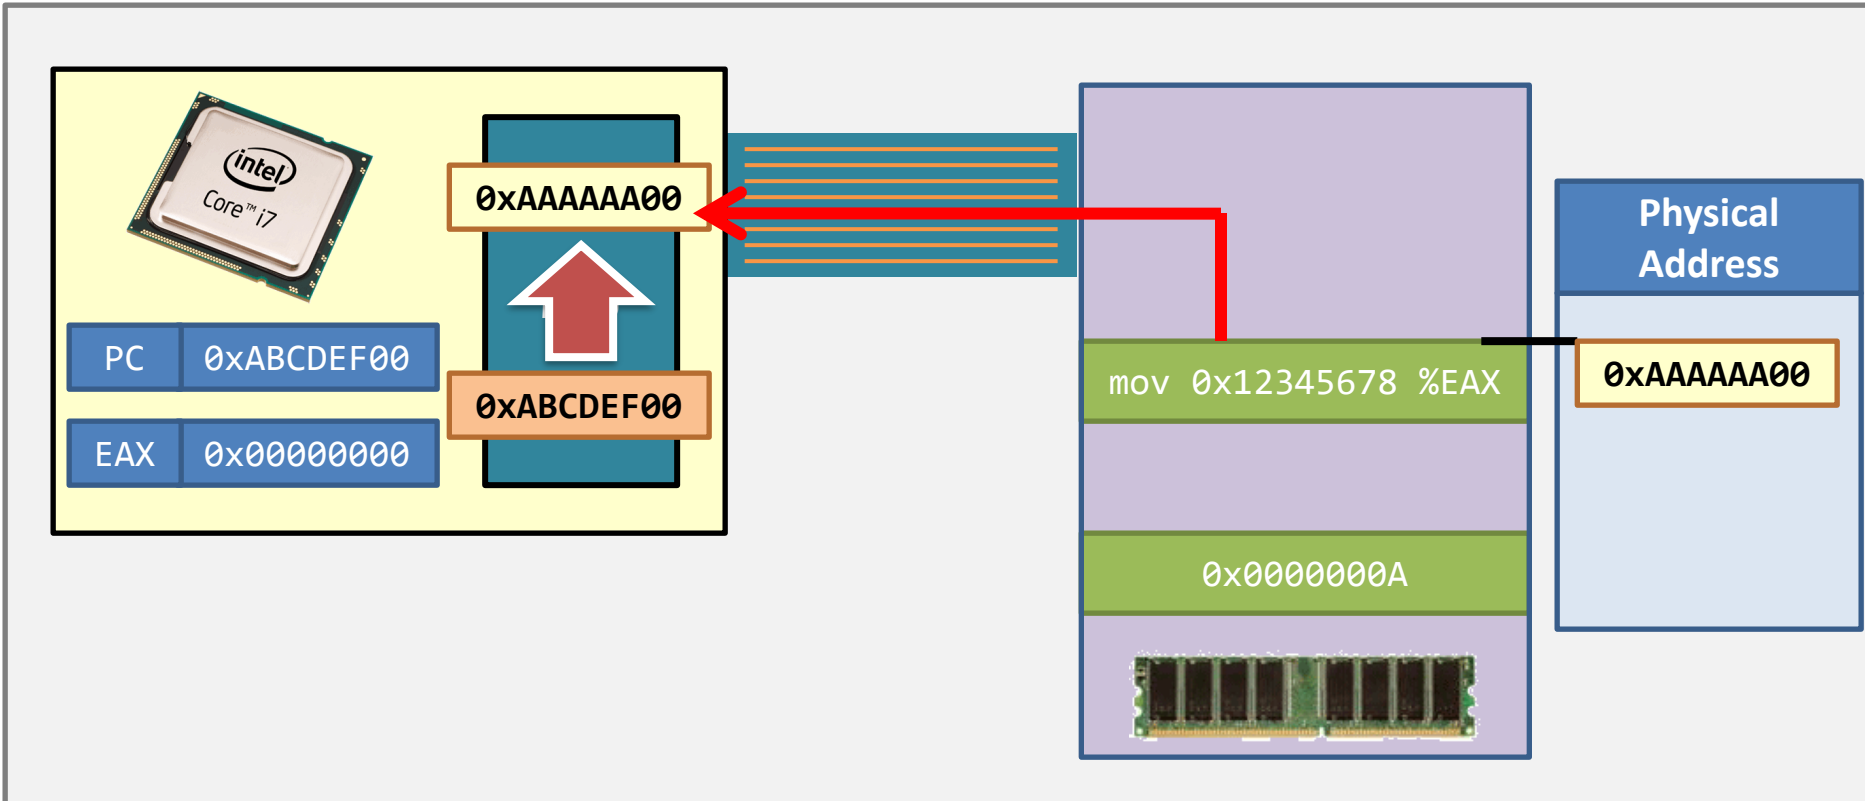 intel
Core™ i7
0xAAAAAA00
PC 0xABCDEF00
0xABCDEF00
EAX 0x00000000
mov 0x12345678 %EAX
0x0000000A
Physical
Address
0xAAAAAA00